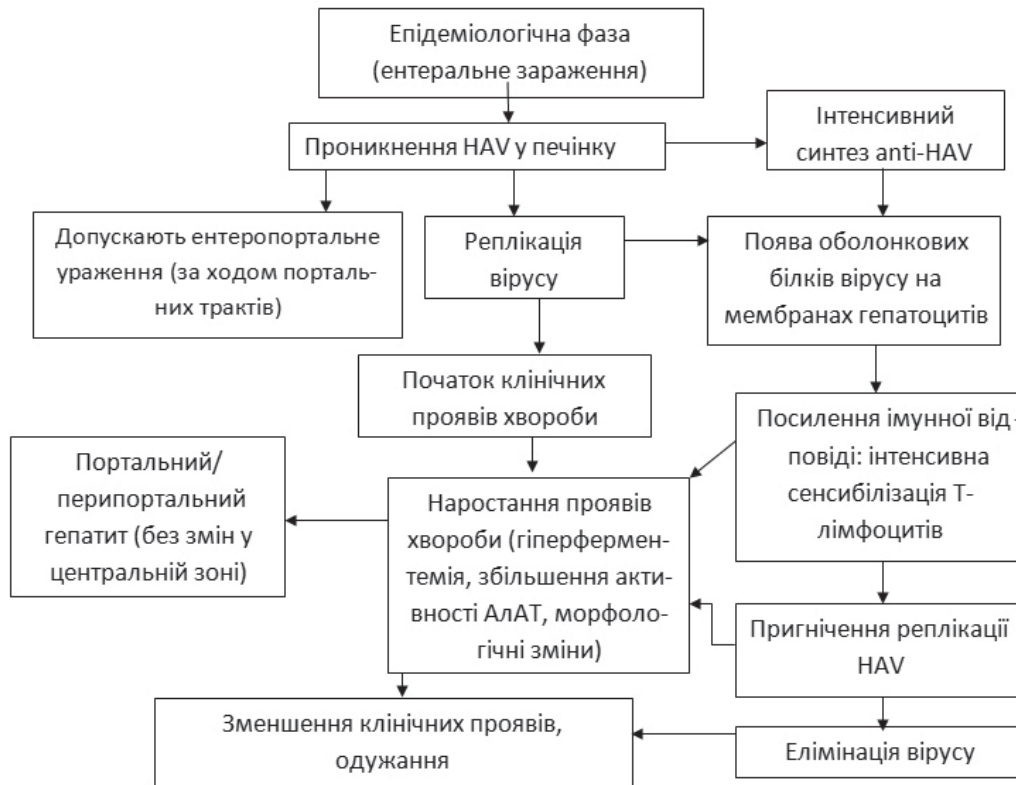 Епідеміологічна фаза
(ентеральне зараження)
Проникнення HAV у печінку
Інтенсивний
синтез anti-HAV
Допускають ентеропортальне
ураження (за ходом порталь-
них трактів)
Реплікація
вірусу
Поява оболонкових
білків вірусу на
мембранах гепатоцитів
Початок клінічних
проявів хвороби
Посилення імунної від-
повіді: інтенсивна
сенсибілізація Т-
лімфоцитів
Портальний/
перипортальний
гепатит (без змін у
центральній зоні)
Наростання проявів
хвороби (гіперфермен-
темія, збільшення акти-
вності АлАТ, морфоло-
гічні зміни)
Пригнічення реплікації
HAV
Зменшення клінічних проявів,
одужання
Елімінація вірусу